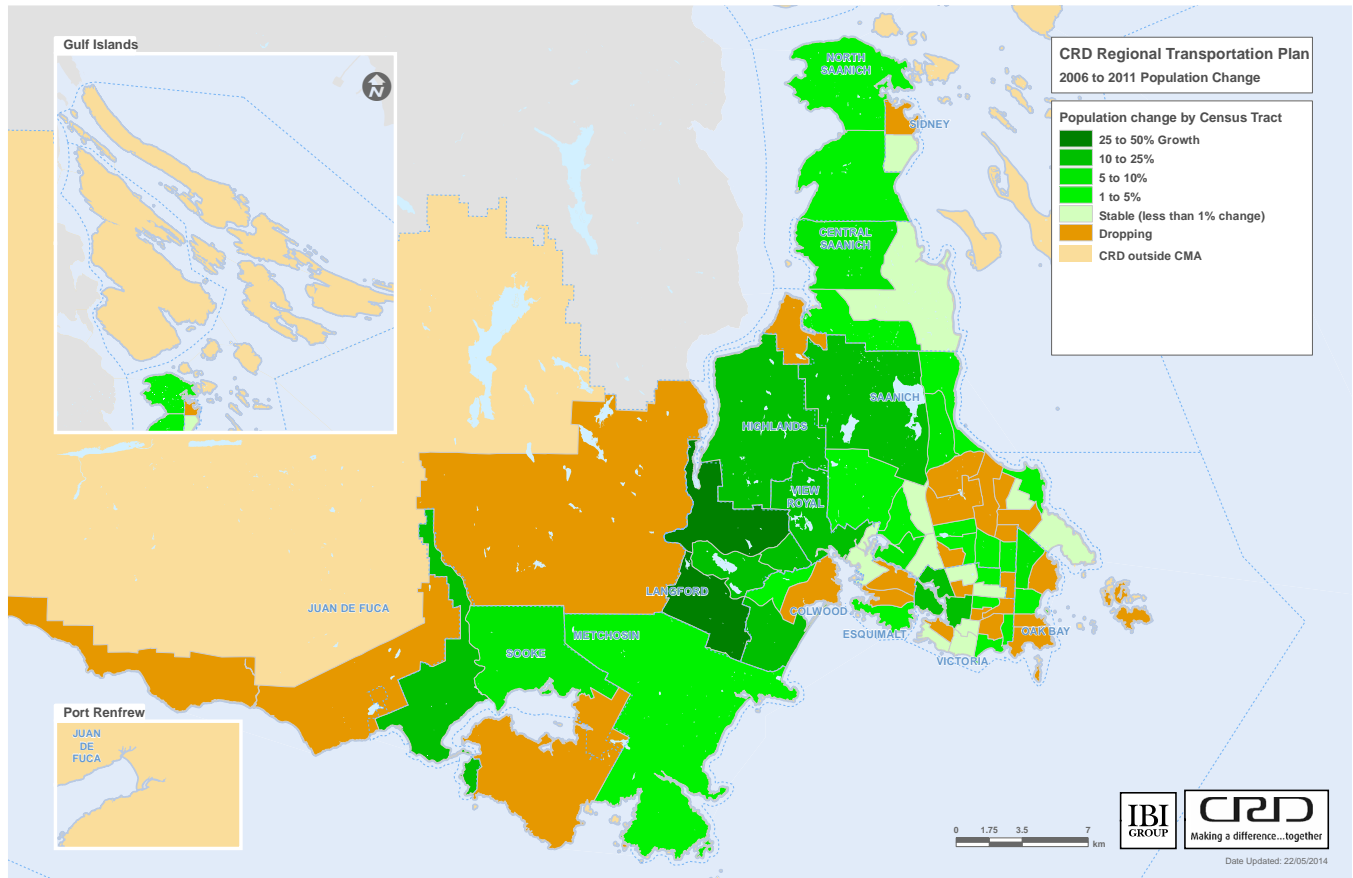 Gulf Islands
N
CRD Regional Transportation Plan
2006 to 2011 Population Change
Population change by Census Tract
25 to 50% Growth
10 to 25%
5 to 10%
1 to 5%
Stable (less than 1% change)
Dropping
CRD outside CMA
NORTH
SAANICH
SIDNEY
CENTRAL
SAANICH
SAANICH
HIGHLANDS
VIEW
ROYAL
LANGFORD
JUAN DE FUCA
COLWOOD
METCHOSIN
ESQUIMALT
OAK BAY
SOOKE
VICTORIA
Port Renfrew
JUAN
DE
FUCA
0 1.75 3.5 7
km
IBI
GROUP
CRD
Making a difference...together
Date Updated: 22/05/2014